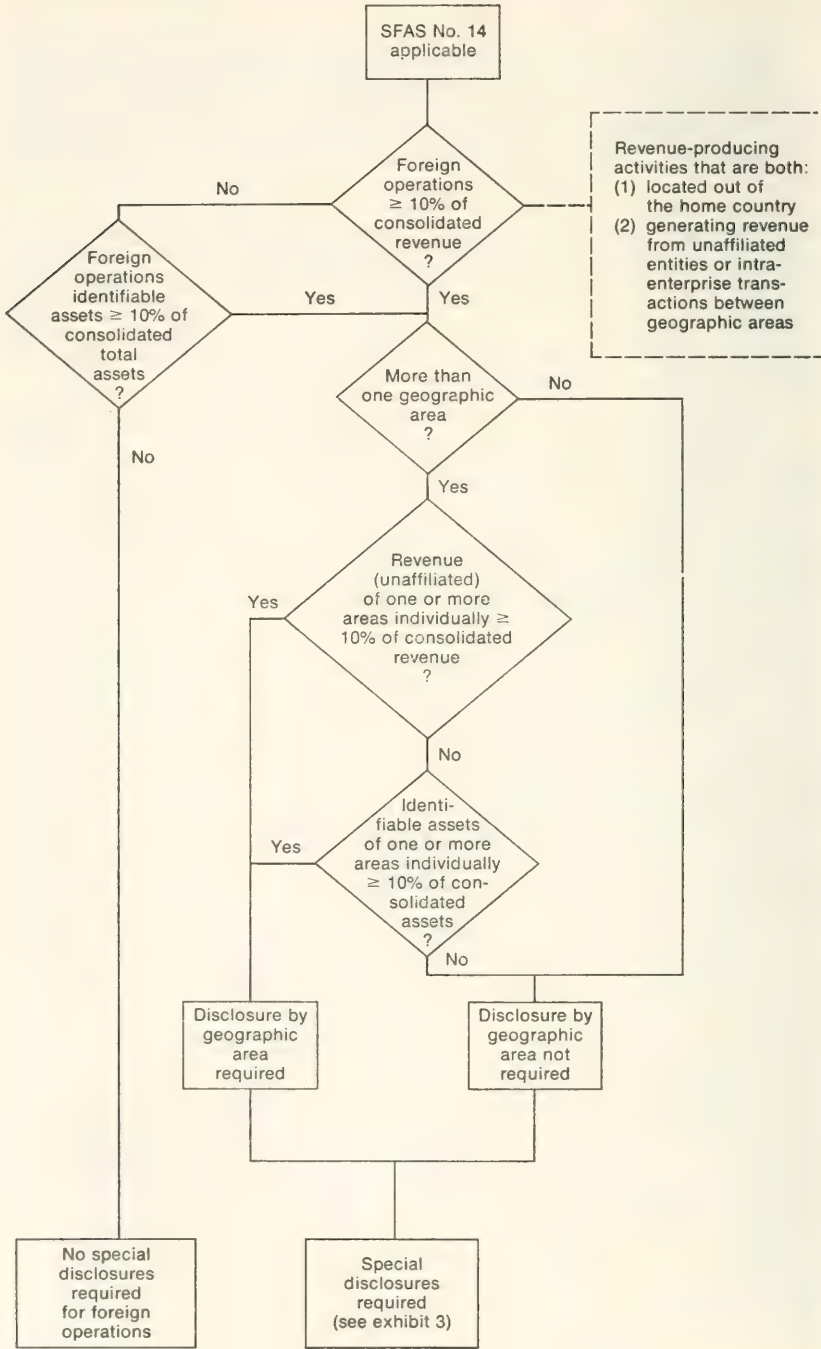 SFAS No. 14
applicable
Foreign
operations
≥ 10% of
consolidated
revenue
?
No
Yes
Revenue-producing
activities that are both:
(1) located out of
the home country
(2) generating revenue
from unaffiliated
entities or intra-
enterprise trans-
actions between
geographic areas
Foreign
operations
identifiable
assets ≥ 10% of
consolidated
total
assets
?
Yes
No
More than
one geographic
area
?
No
Yes
Revenue
(unaffiliated)
of one or more
areas individually ≥
10% of consolidated
revenue
?
Yes
No
Identi-
fiable assets
of one or more
areas individually
≥ 10% of con-
solidated
assets
?
Yes
No
Disclosure by
geographic
area
required
Disclosure by
geographic
area not
required
No special
disclosures
required
for foreign
operations
Special
disclosures
required
(see exhibit 3)